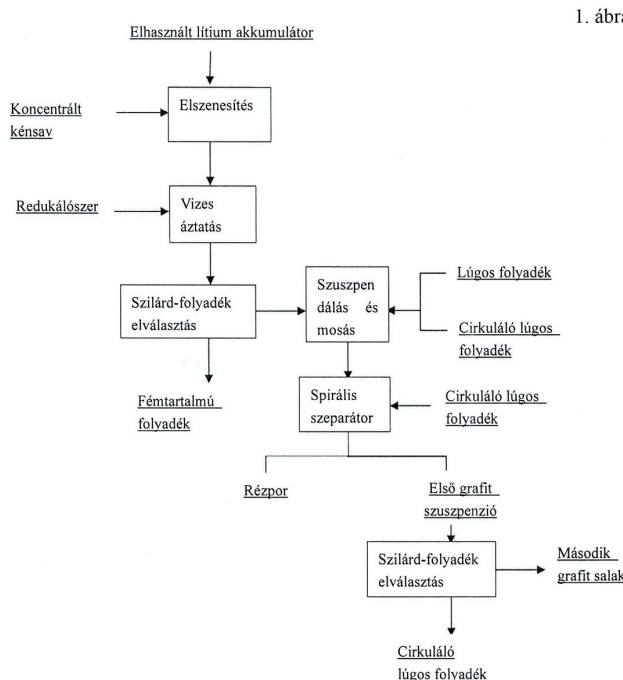 1. ábra
Elhasznált lítium akkumulátor
Koncentrált
kénsav
Elszenesítés
Redukálószer
Vizes
áztatás
Szilárd-folyadék
elválasztás
Szuszpen
dálás és
mosás
Lúgos folyadék
Cirkuláló lúgos
folyadék
Fémtartalmú
folyadék
Spirális
szeparátor
Cirkuláló lúgos
folyadék
Rézpor
Első grafit
szuszpenzió
Szilárd-folyadék
elválasztás
Második
grafit salak
Cirkuláló
lúgos folyadék